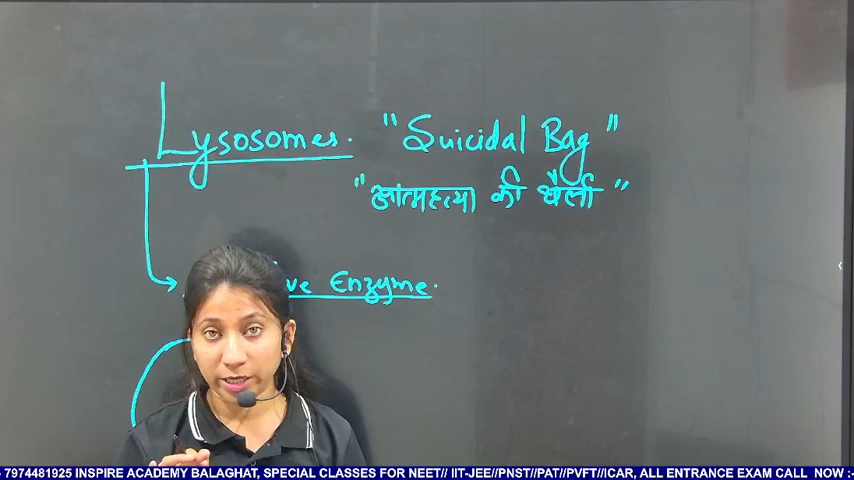 Lysosomes. "Suicidal Bag"
"आत्महत्या की थैली"
ve Enzyme.
- 7974481925 INSPIRE ACADEMY BALAGHAT, SPECIAL CLASSES FOR NEET// IIT-JEE//PNST//PAT//PVFT//ICAR, ALL ENTRANCE EXAM CALL NOW :-